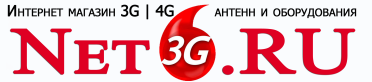 Интернет магазин 3G | 4G антенн и оборудования
Net 3G .ru